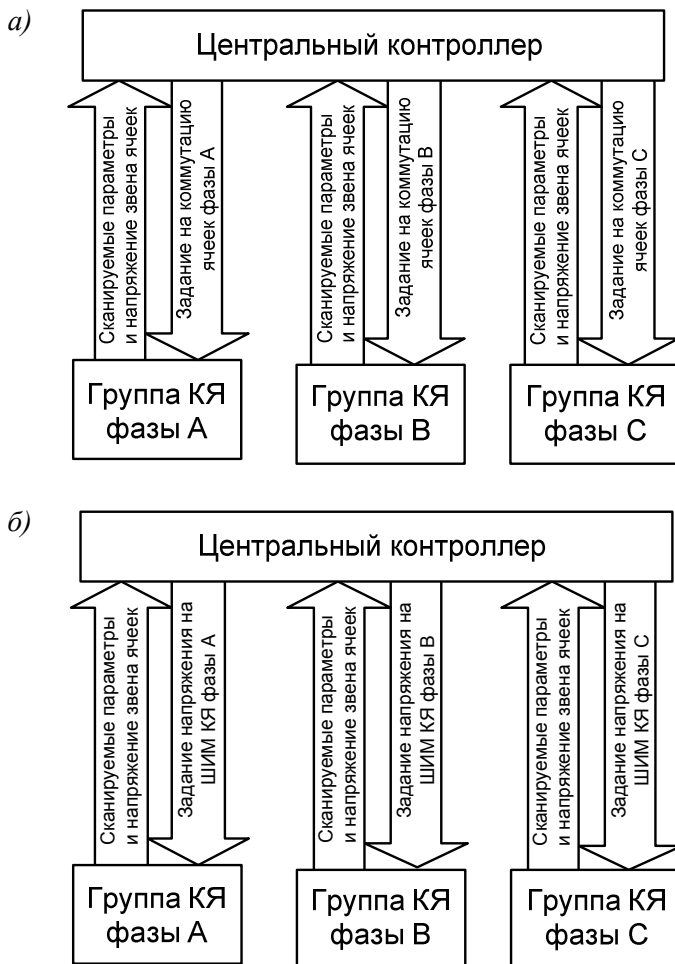 а)
Центральный контроллер
Сканируемые параметры
и напряжение звена ячеек
Задание на коммутацию
ячеек фазы А
Сканируемые параметры
и напряжение звена ячеек
Задание на коммутацию
ячеек фазы В
Сканируемые параметры
и напряжение звена ячеек
Задание на коммутацию
ячеек фазы С
Группа КЯ
фазы А
Группа КЯ
фазы В
Группа КЯ
фазы С
б)
Центральный контроллер
Сканируемые параметры
и напряжение звена ячеек
Задание напряжения на
ШИМ КЯ фазы А
Сканируемые параметры
и напряжение звена ячеек
Задание напряжения на
ШИМ КЯ фазы В
Сканируемые параметры
и напряжение звена ячеек
Задание напряжения на
ШИМ КЯ фазы С
Группа КЯ
фазы А
Группа КЯ
фазы В
Группа КЯ
фазы С